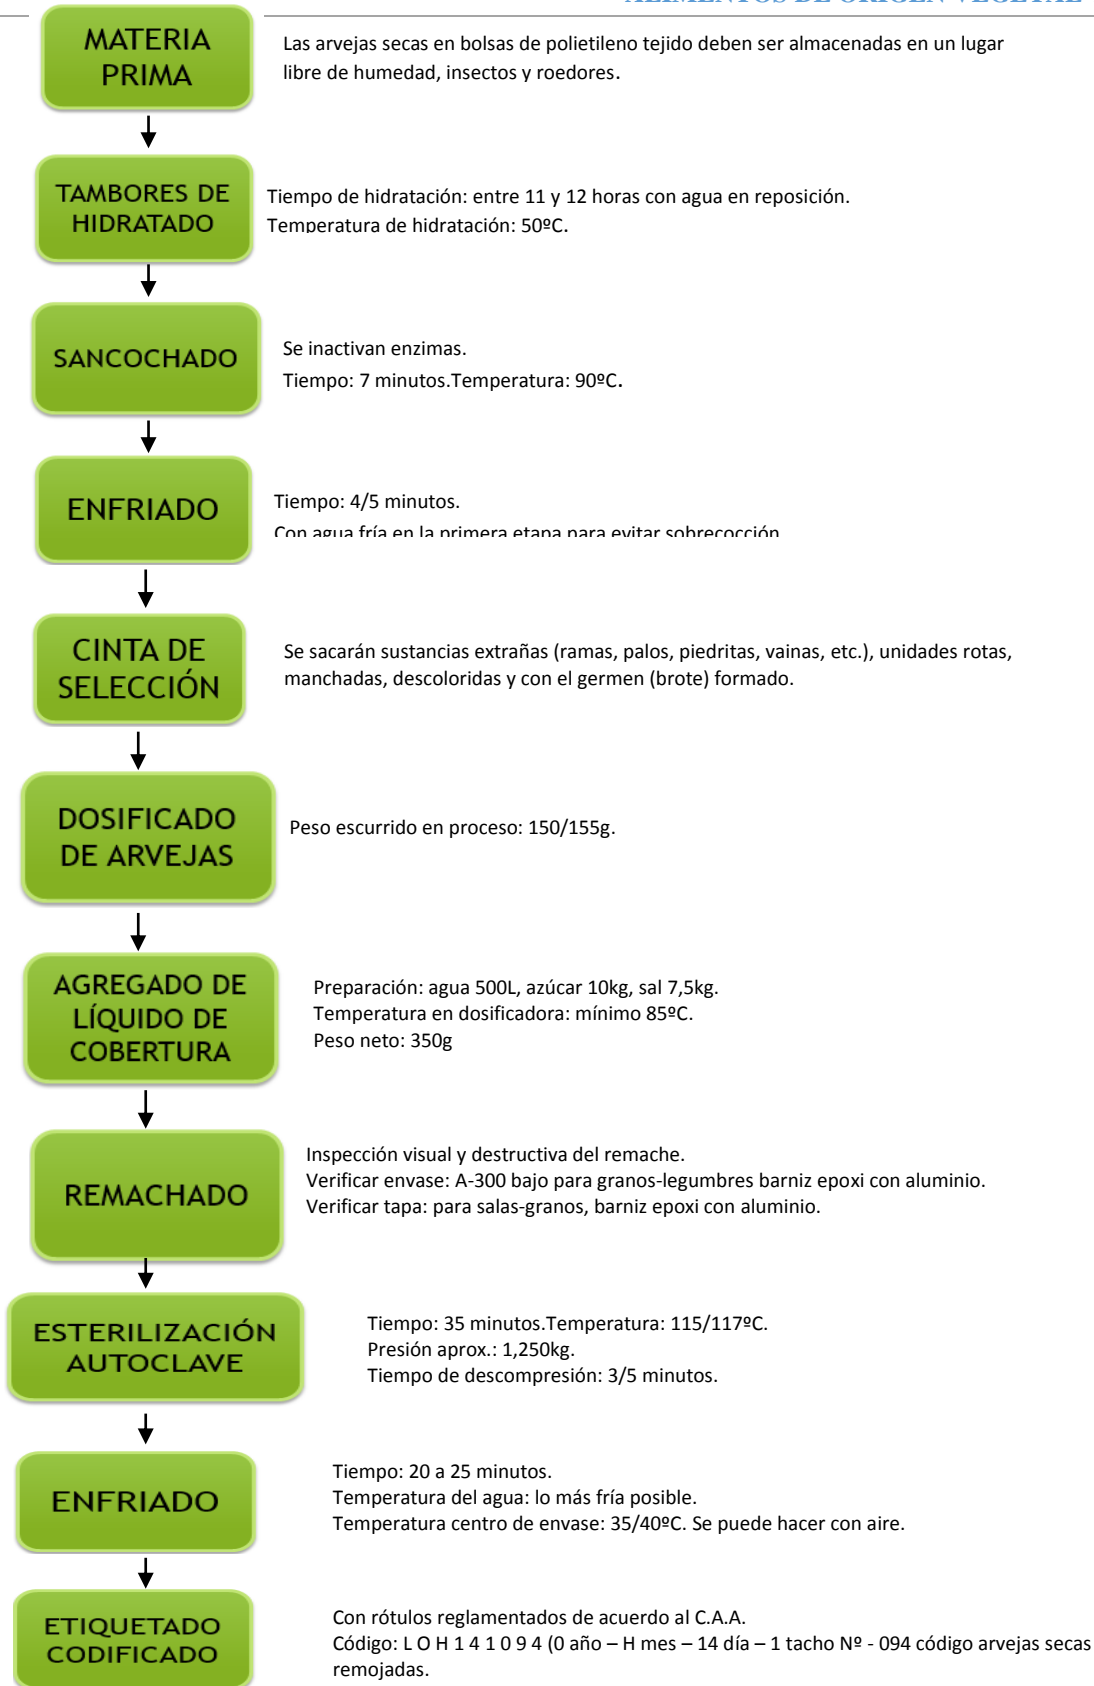 ALIMENTOS DE ORIGEN VEGETAL
MATERIA
PRIMA
Las arvejas secas en bolsas de polietileno tejido deben ser almacenadas en un lugar
libre de humedad, insectos y roedores.
TAMBORES DE
HIDRATADO
Tiempo de hidratación: entre 11 y 12 horas con agua en reposición.
Temperatura de hidratación: 50ºC.
SANCOCHADO
Se inactivan enzimas.
Tiempo: 7 minutos.Temperatura: 90ºC.
ENFRIADO
Tiempo: 4/5 minutos.
Con agua fría en la primera etapa para evitar sobrecocción
CINTA DE
SELECCIÓN
Se sacarán sustancias extrañas (ramas, palos, piedritas, vainas, etc.), unidades rotas,
manchadas, descoloridas y con el germen (brote) formado.
DOSIFICADO
DE ARVEJAS
Peso escurrido en proceso: 150/155g.
AGREGADO DE
LÍQUIDO DE
COBERTURA
Preparación: agua 500L, azúcar 10kg, sal 7,5kg.
Temperatura en dosificadora: mínimo 85ºC.
Peso neto: 350g
REMACHADO
Inspección visual y destructiva del remache.
Verificar envase: A-300 bajo para granos-legumbres barniz epoxi con aluminio.
Verificar tapa: para salas-granos, barniz epoxi con aluminio.
ESTERILIZACIÓN
AUTOCLAVE
Tiempo: 35 minutos.Temperatura: 115/117ºC.
Presión aprox.: 1,250kg.
Tiempo de descompresión: 3/5 minutos.
ENFRIADO
Tiempo: 20 a 25 minutos.
Temperatura del agua: lo más fría posible.
Temperatura centro de envase: 35/40ºC. Se puede hacer con aire.
ETIQUETADO
CODIFICADO
Con rótulos reglamentados de acuerdo al C.A.A.
Código: L O H 1 4 1 0 9 4 (0 año – H mes – 14 día – 1 tacho Nº - 094 código arvejas secas
remojadas.